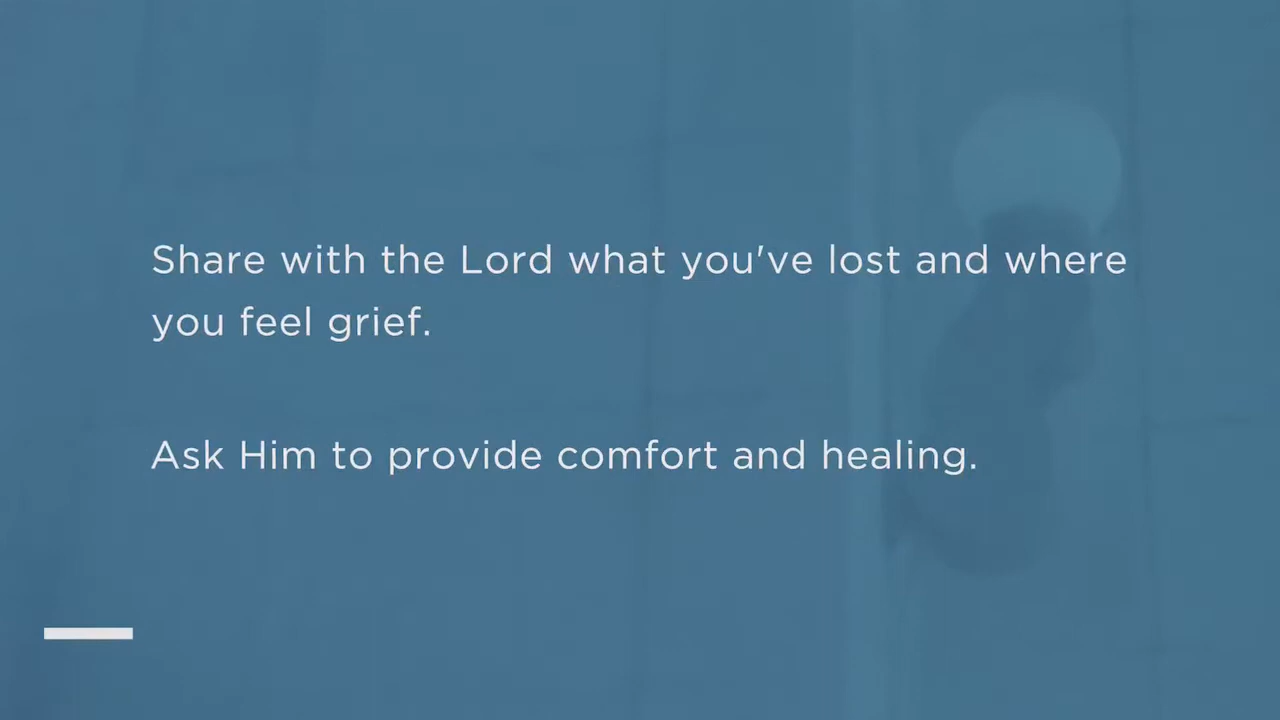 Share with the Lord what you've lost and where
you feel grief.
Ask Him to provide comfort and healing.